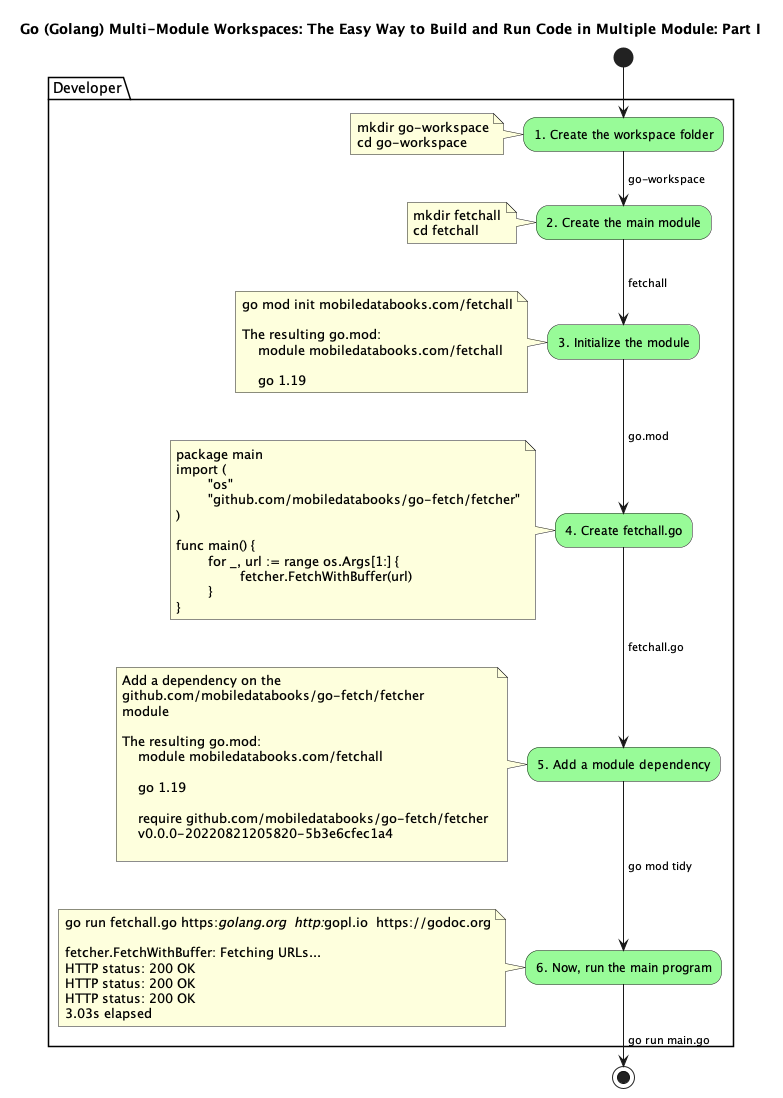 Go (Golang) Multi-Module Workspaces: The Easy Way to Build and Run Code in Multiple Module: Part I
Developer
mkdir go-workspace
cd go-workspace
1. Create the workspace folder
go-workspace
mkdir fetchall
cd fetchall
2. Create the main module
fetchall
go mod init mobiledatabooks.com/fetchall
The resulting go.mod:
module mobiledatabooks.com/fetchall
go 1.19
3. Initialize the module
go.mod
package main
import (
"os"
"github.com/mobiledatabooks/go-fetch/fetcher"
)
func main() {
for _, url := range os.Args[1:] {
fetcher.FetchWithBuffer(url)
}
}
4. Create fetchall.go
fetchall.go
Add a dependency on the
github.com/mobiledatabooks/go-fetch/fetcher
module
The resulting go.mod:
module mobiledatabooks.com/fetchall
go 1.19
require github.com/mobiledatabooks/go-fetch/fetcher
v0.0.0-20220821205820-5b3e6cfec1a4
5. Add a module dependency
go mod tidy
go run fetchall.go https:golang.org  http:gopl.io  https://godoc.org
fetcher.FetchWithBuffer: Fetching URLs...
HTTP status: 200 OK
HTTP status: 200 OK
HTTP status: 200 OK
3.03s elapsed
6. Now, run the main program
go run main.go